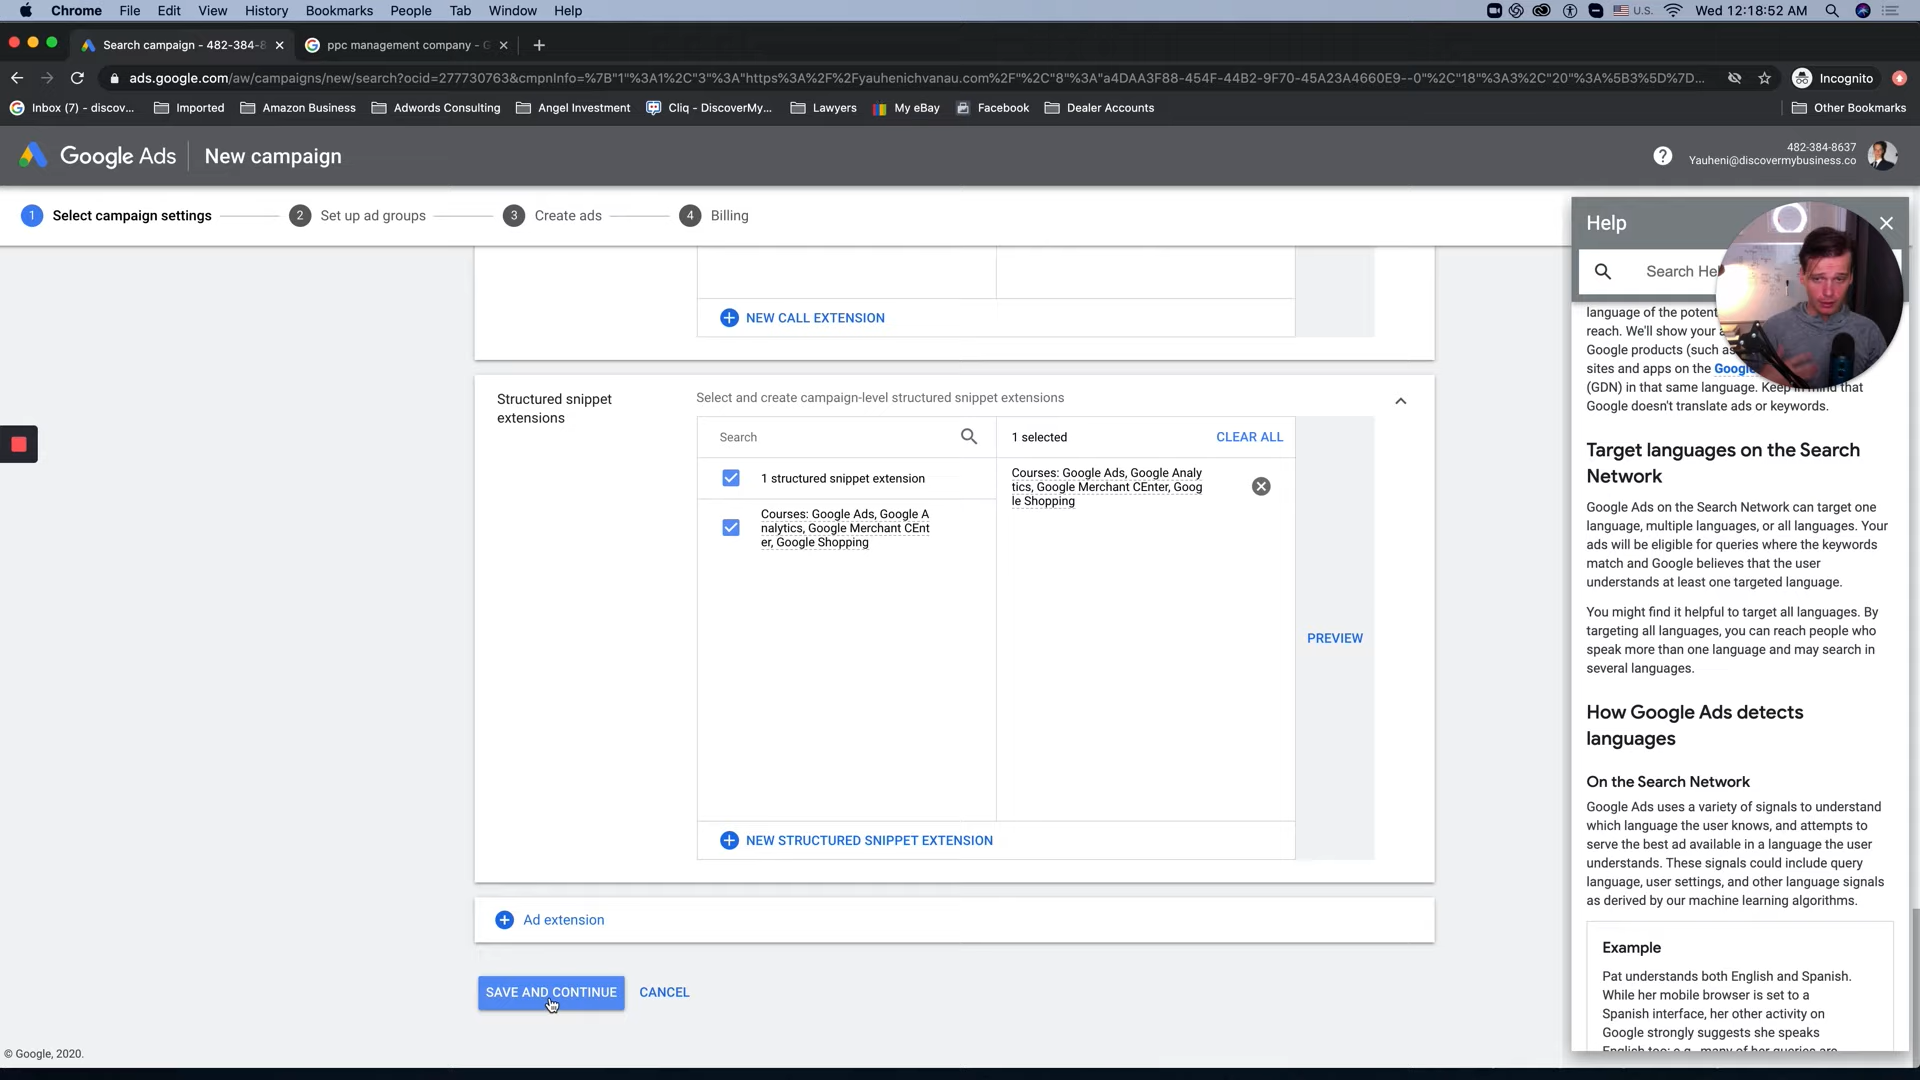 Chrome File Edit View History Bookmarks People Tab Window Help U.S. Wed 12:18:52 AM
Search campaign - 482-384-8 ppc management company - G
ads.google.com/aw/campaigns/new/search?ocid=277730763&cmpnInfo=%7B"1"%3A1%2C"3"%3A"https%3A%2F%2Fyauhenichvanau.com%2F"%2C"8"%3A"a4DAA3F88-454F-44B2-9F70-45A23A4660E9--0"%2C"18"%3A3%2C"20"%3A%5B3%5D%7D... Incognito
Inbox (7) - discov... Imported Amazon Business Adwords Consulting Angel Investment Cliq - DiscoverMy... Lawyers My eBay Facebook Dealer Accounts Other Bookmarks
Google Ads New campaign
482-384-8637
Yauheni@discovermybusiness.co
1 Select campaign settings 2 Set up ad groups 3 Create ads 4 Billing
NEW CALL EXTENSION
Structured snippet
extensions
Select and create campaign-level structured snippet extensions
Search
1 selected CLEAR ALL
1 structured snippet extension
Courses: Google Ads, Google A
nalytics, Google Merchant CEnt
er, Google Shopping
Courses: Google Ads, Google Analy
tics, Google Merchant CEnter, Goog
le Shopping
PREVIEW
NEW STRUCTURED SNIPPET EXTENSION
Ad extension
SAVE AND CONTINUE CANCEL
© Google, 2020.
Help
Search He
language of the potent
reach. We'll show your
Google products (such as
sites and apps on the Google
(GDN) in that same language. Keep in mind that
Google doesn't translate ads or keywords.
Target languages on the Search
Network
Google Ads on the Search Network can target one
language, multiple languages, or all languages. Your
ads will be eligible for queries where the keywords
match and Google believes that the user
understands at least one targeted language.
You might find it helpful to target all languages. By
targeting all languages, you can reach people who
speak more than one language and may search in
several languages.
How Google Ads detects
languages
On the Search Network
Google Ads uses a variety of signals to understand
which language the user knows, and attempts to
serve the best ad available in a language the user
understands. These signals could include query
language, user settings, and other language signals
as derived by our machine learning algorithms.
Example
Pat understands both English and Spanish.
While her mobile browser is set to a
Spanish interface, her other activity on
Google strongly suggests she speaks
English too: e.g., many of her queries are